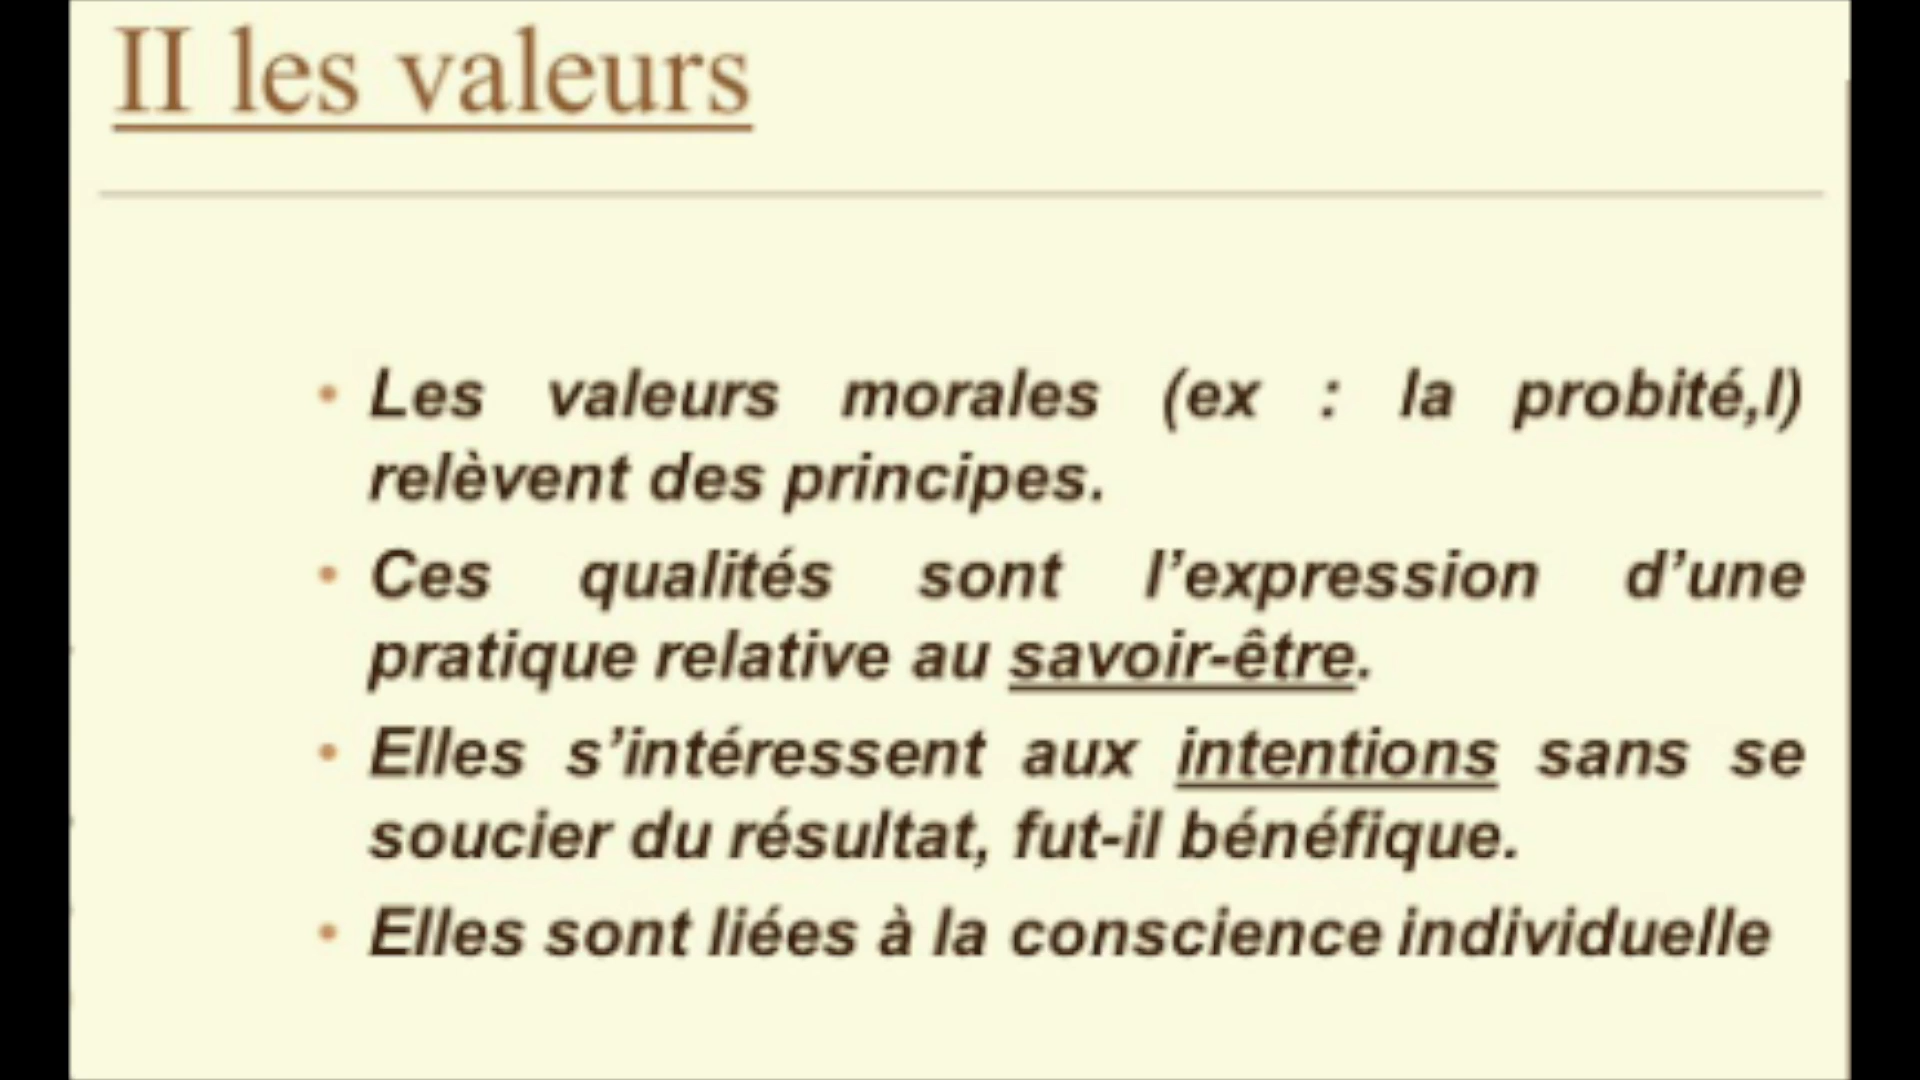 II les valeurs
• Les valeurs morales (ex : la probité,l)
relèvent des principes.
• Ces qualités sont l’expression d’une
pratique relative au savoir-être.
• Elles s’intéressent aux intentions sans se
soucier du résultat, fut-il bénéfique.
• Elles sont liées à la conscience individuelle